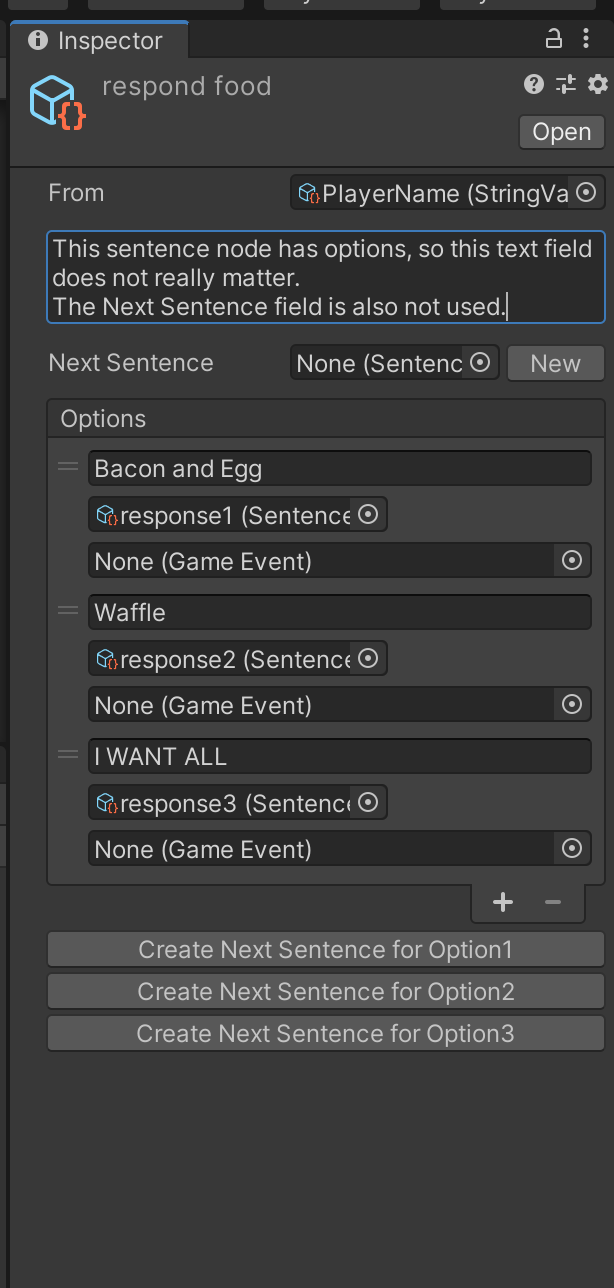 Inspector
respond food
Open
From
PlayerName (StringVa
This sentence node has options, so this text field
does not really matter.
The Next Sentence field is also not used.
Next Sentence
None (Sentenc
New
Options
Bacon and Egg
response1 (Sentence
None (Game Event)
Waffle
response2 (Sentence
None (Game Event)
I WANT ALL
response3 (Sentence
None (Game Event)
Create Next Sentence for Option1
Create Next Sentence for Option2
Create Next Sentence for Option3